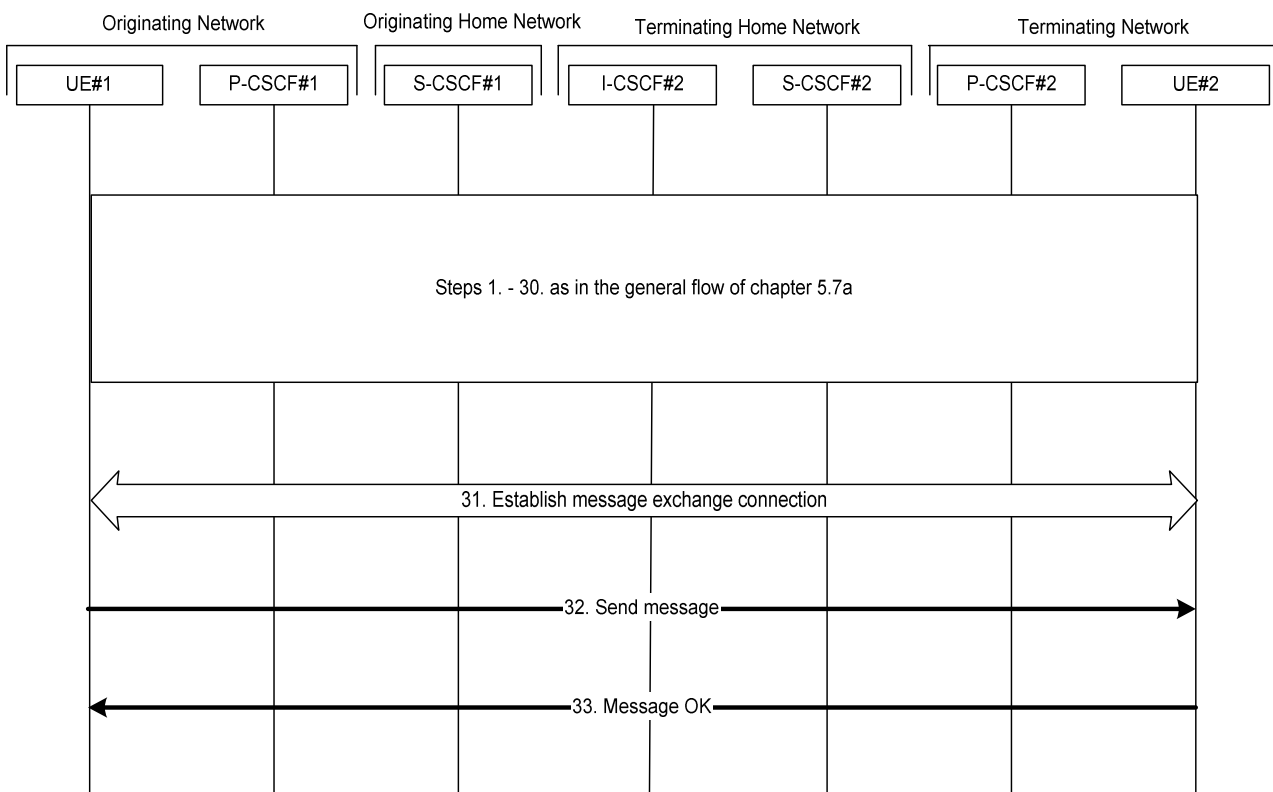 Originating Network
Originating Home Network
Terminating Home Network
Terminating Network
UE#1
P-CSCF#1
S-CSCF#1
I-CSCF#2
S-CSCF#2
P-CSCF#2
UE#2
Steps 1. - 30. as in the general flow of chapter 5.7a
31. Establish message exchange connection
32. Send message
33. Message OK